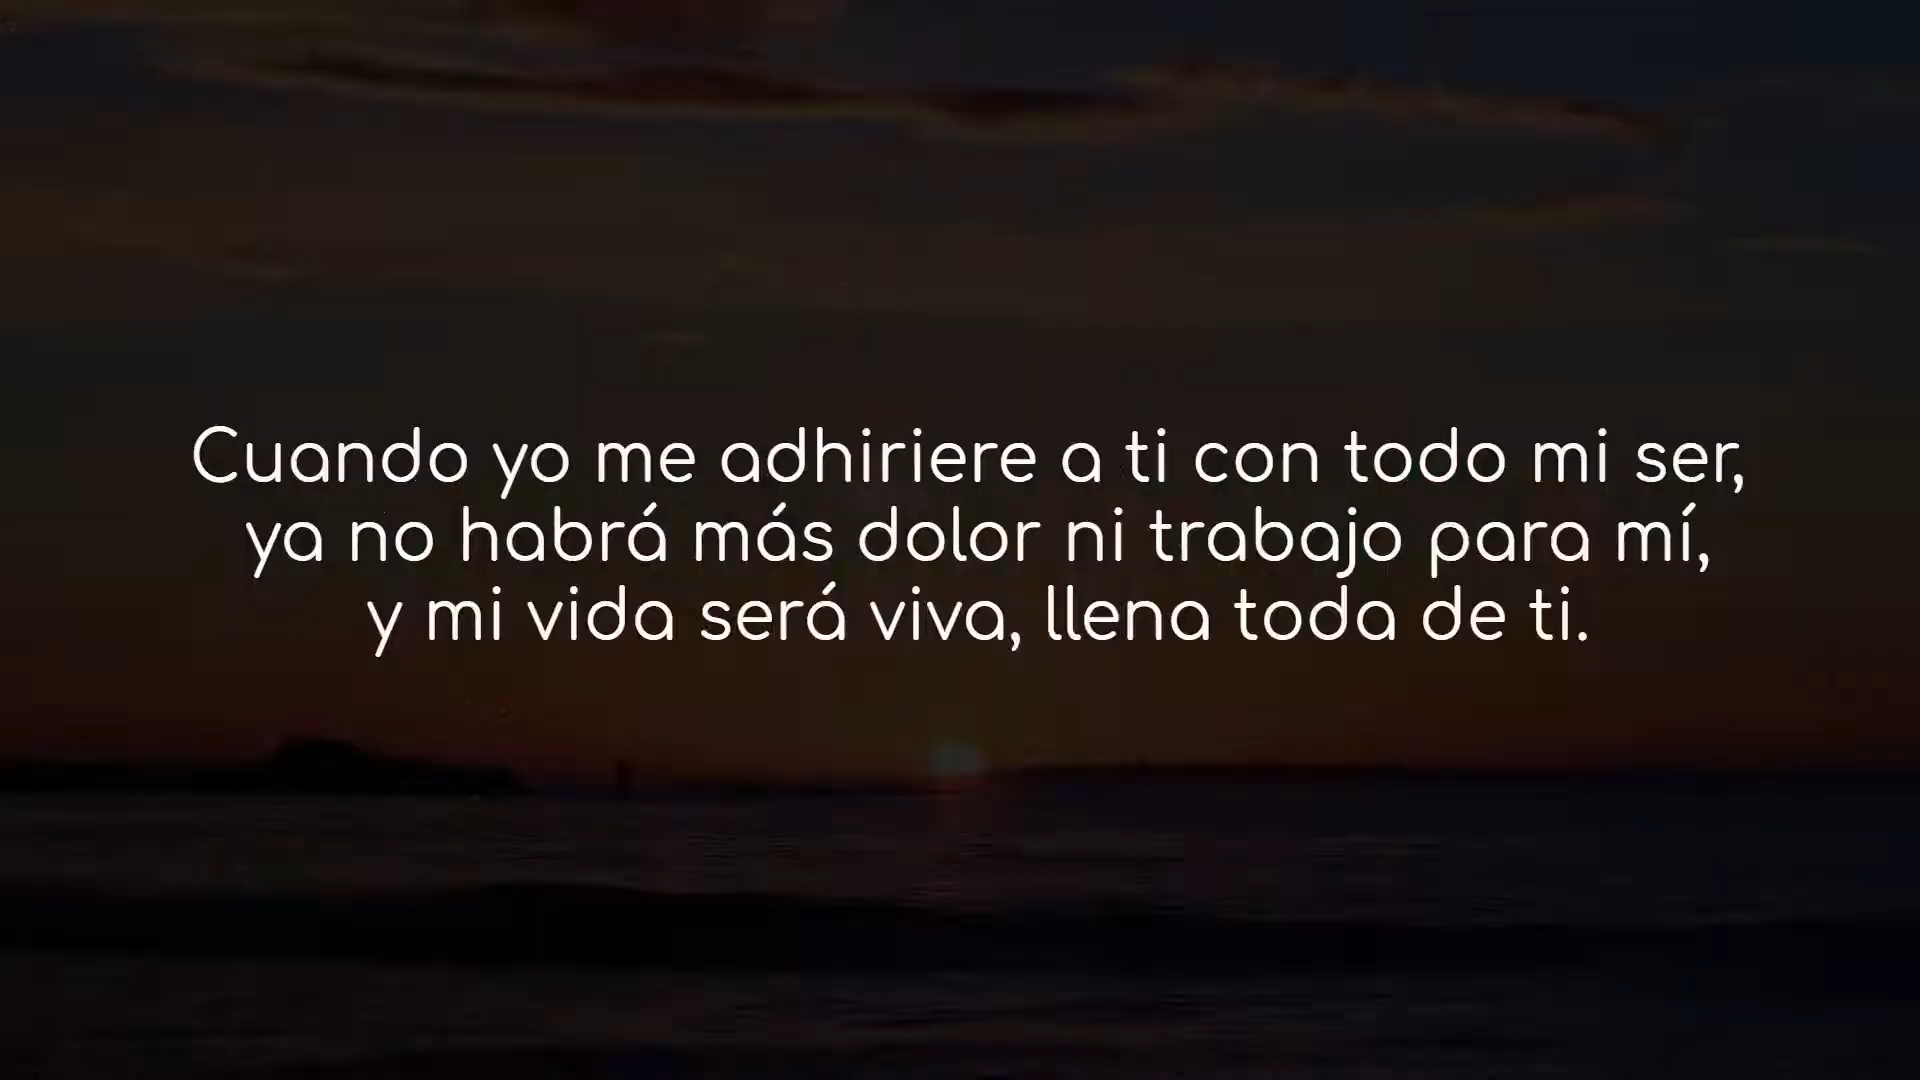 Cuando yo me adhiriere a ti con todo mi ser,
ya no habrá más dolor ni trabajo para mí,
y mi vida será viva, llena toda de ti.